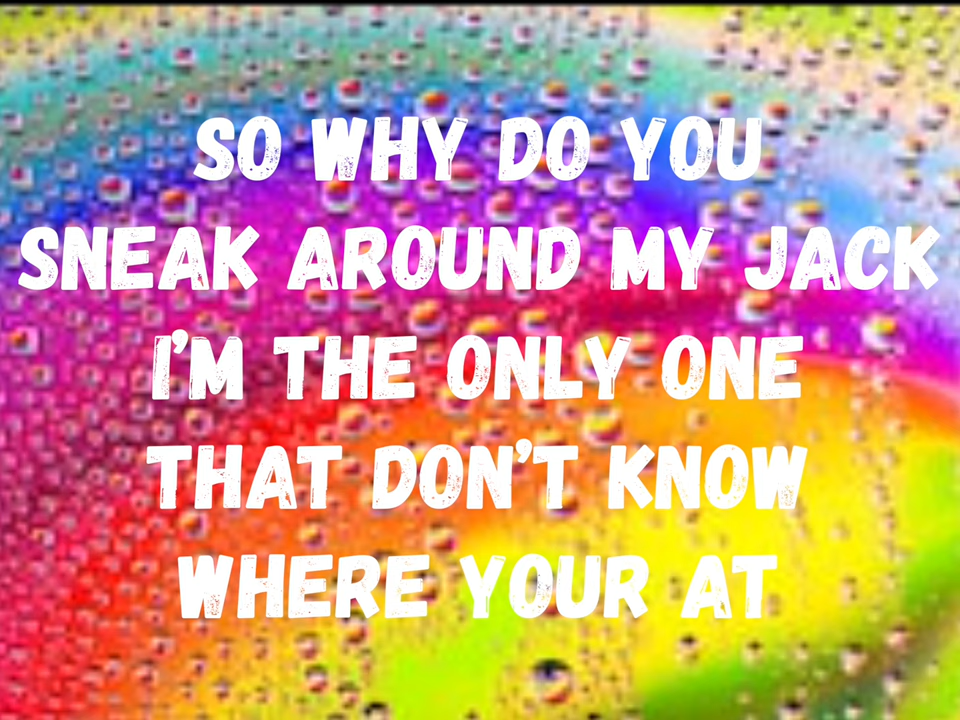 SO WHY DO YOU
SNEAK AROUND MY JACK
I'M THE ONLY ONE
THAT DON'T KNOW
WHERE YOUR AT